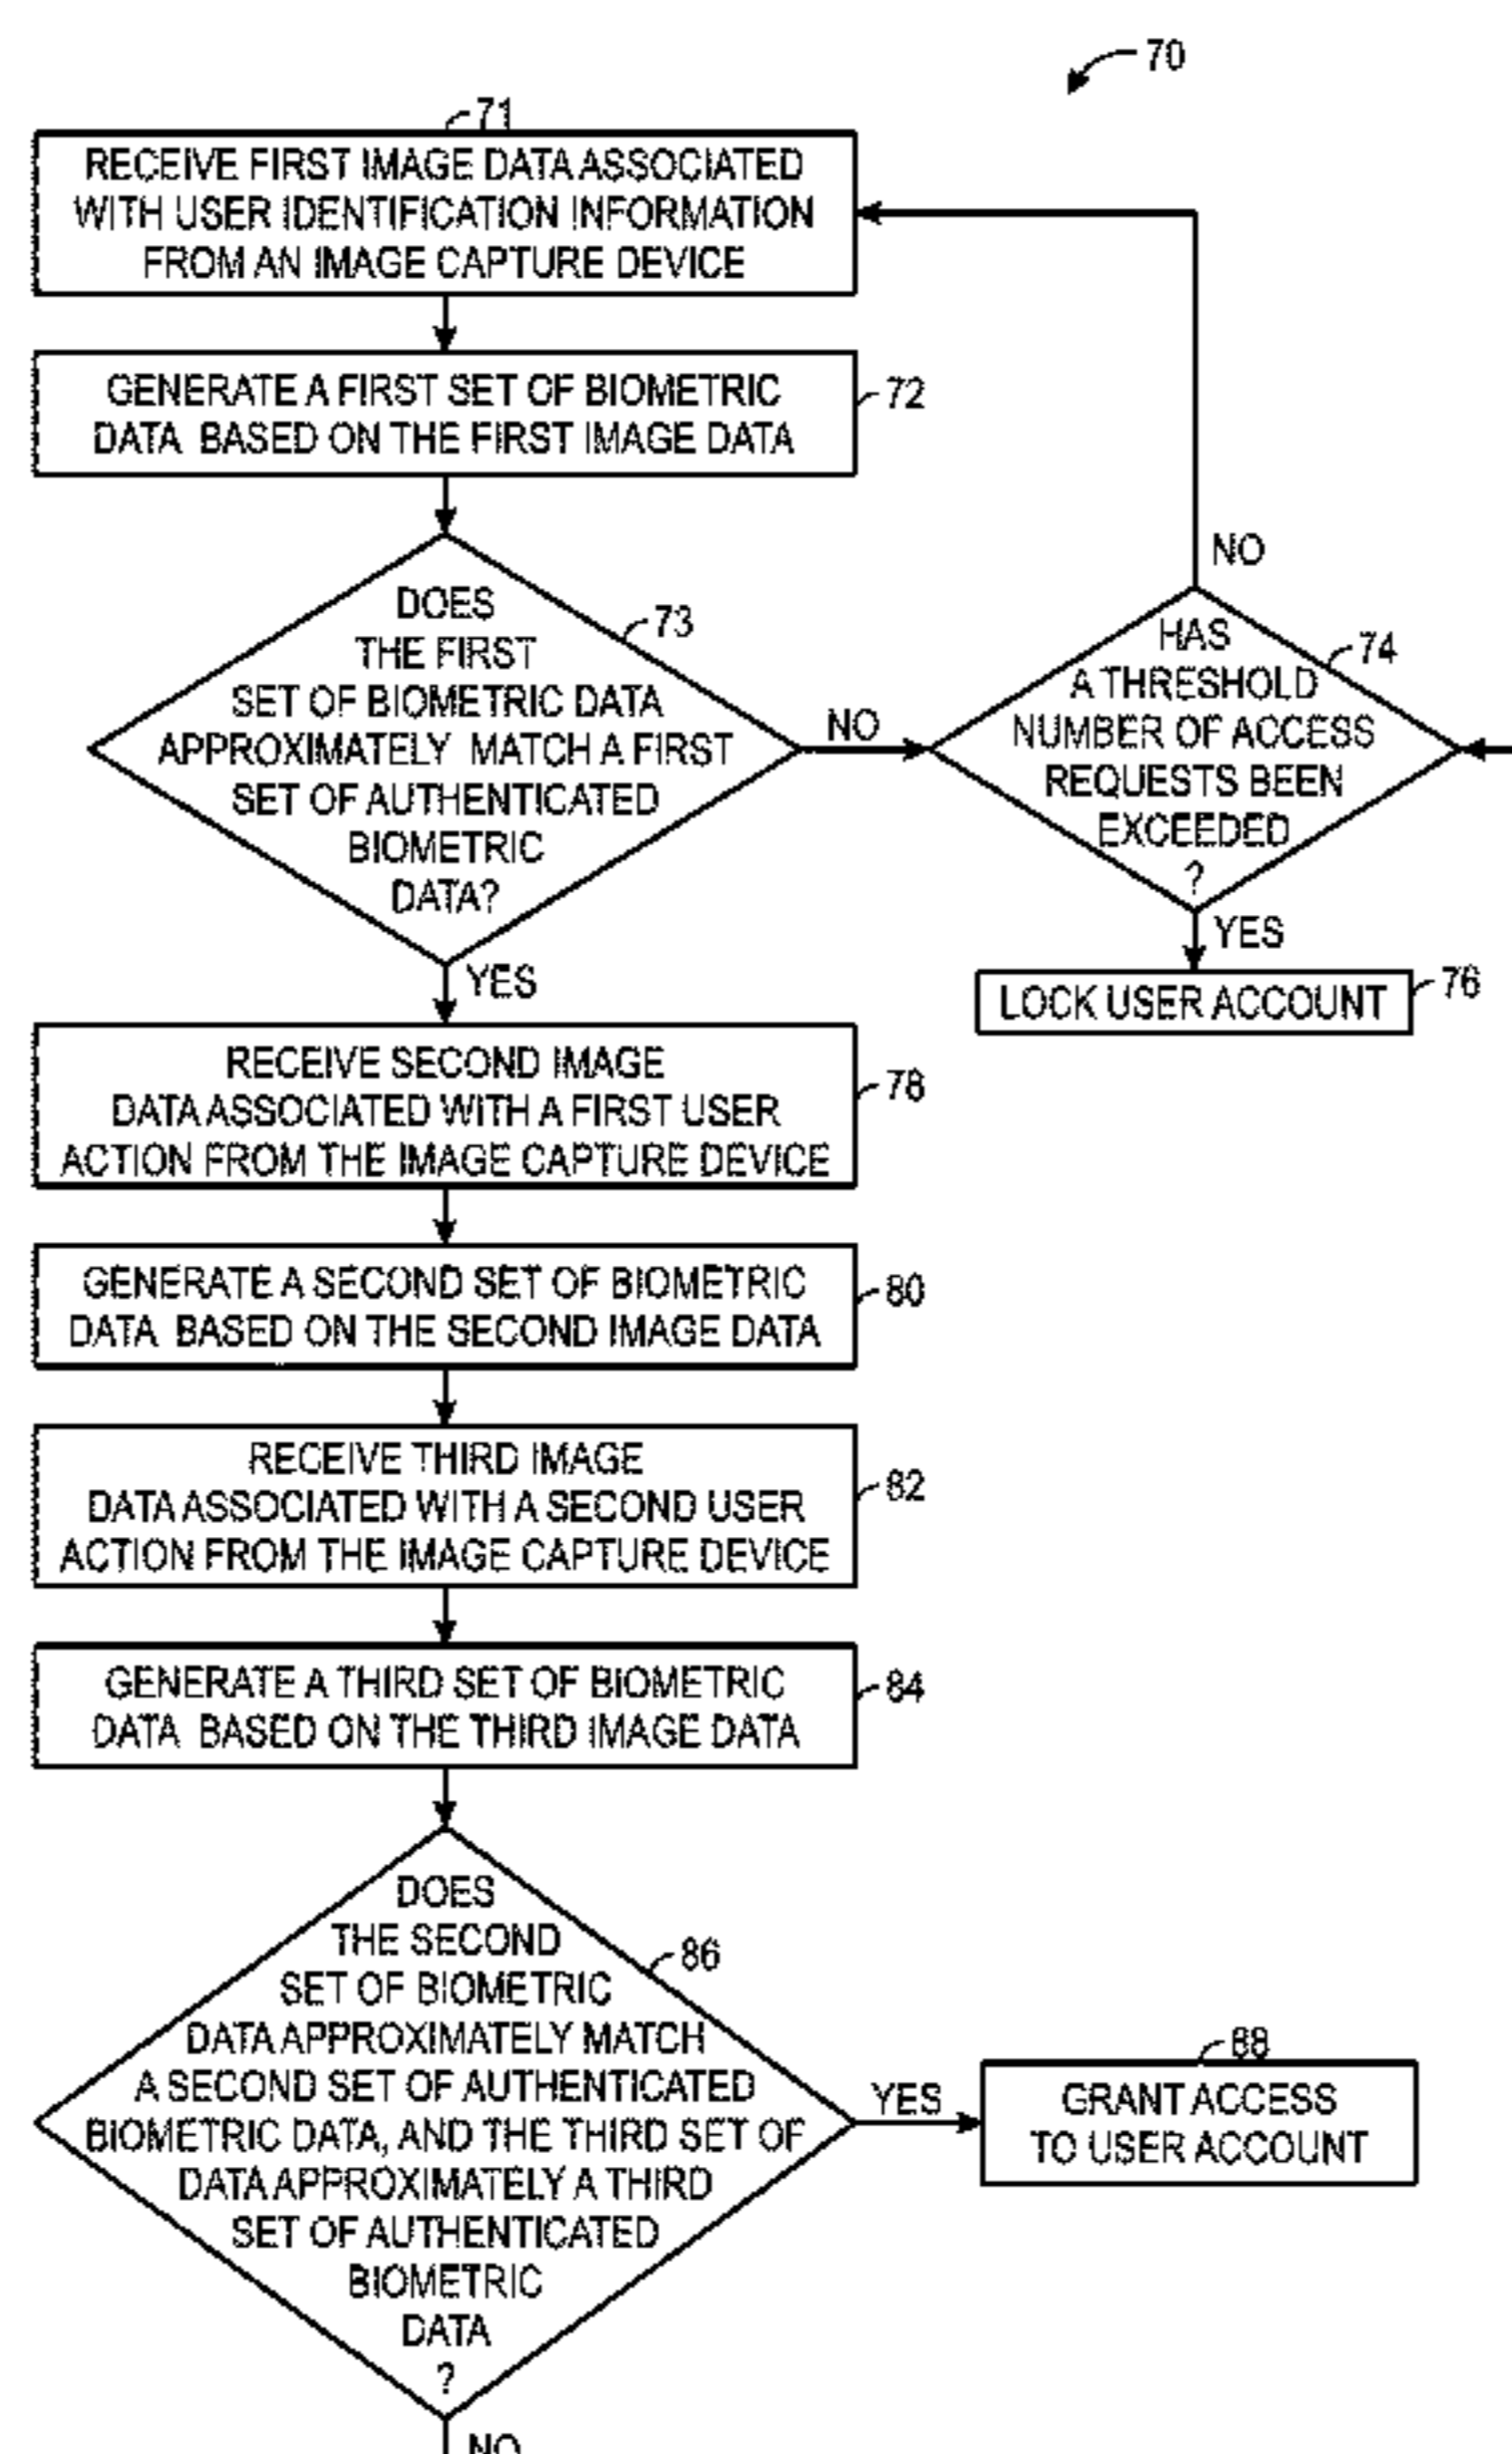 70
71
RECEIVE FIRST IMAGE DATA ASSOCIATED
WITH USER IDENTIFICATION INFORMATION
FROM AN IMAGE CAPTURE DEVICE
GENERATE A FIRST SET OF BIOMETRIC
DATA BASED ON THE FIRST IMAGE DATA
72
DOES
THE FIRST
SET OF BIOMETRIC DATA
APPROXIMATELY MATCH A FIRST
SET OF AUTHENTICATED
BIOMETRIC
DATA?
73
NO
YES
HAS
A THRESHOLD
NUMBER OF ACCESS
REQUESTS BEEN
EXCEEDED
?
74
NO
YES
LOCK USER ACCOUNT
76
RECEIVE SECOND IMAGE
DATA ASSOCIATED WITH A FIRST USER
ACTION FROM THE IMAGE CAPTURE DEVICE
78
GENERATE A SECOND SET OF BIOMETRIC
DATA BASED ON THE SECOND IMAGE DATA
80
RECEIVE THIRD IMAGE
DATA ASSOCIATED WITH A SECOND USER
ACTION FROM THE IMAGE CAPTURE DEVICE
82
GENERATE A THIRD SET OF BIOMETRIC
DATA BASED ON THE THIRD IMAGE DATA
84
DOES
THE SECOND
SET OF BIOMETRIC
DATA APPROXIMATELY MATCH
A SECOND SET OF AUTHENTICATED
BIOMETRIC DATA, AND THE THIRD SET OF
DATA APPROXIMATELY A THIRD
SET OF AUTHENTICATED
BIOMETRIC
DATA
?
86
YES
88
GRANT ACCESS
TO USER ACCOUNT
NO